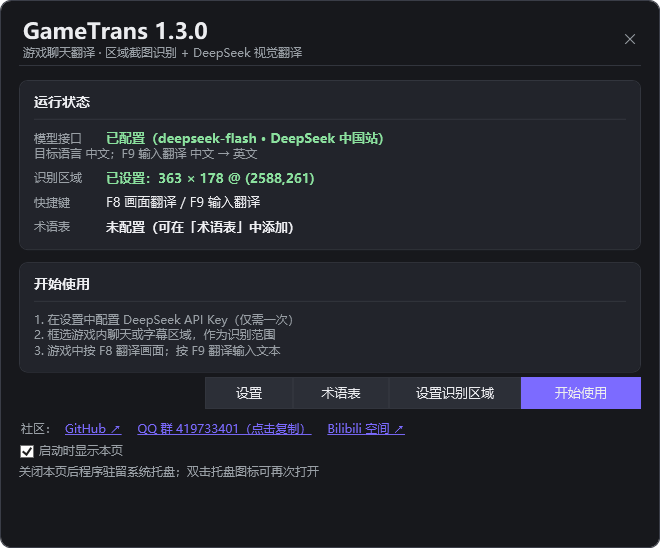 GameTrans 1.3.0
游戏聊天翻译 · 区域截图识别 + DeepSeek 视觉翻译
运行状态
模型接口 已配置（deepseek-flash • DeepSeek 中国站）
目标语言 中文；F9 输入翻译 中文 → 英文
识别区域 已设置：363 × 178 @ (2588,261)
快捷键 F8 画面翻译 / F9 输入翻译
术语表 未配置（可在「术语表」中添加）
开始使用
1. 在设置中配置 DeepSeek API Key（仅需一次）
2. 框选游戏内聊天或字幕区域，作为识别范围
3. 游戏中按 F8 翻译画面；按 F9 翻译输入文本
设置 术语表 设置识别区域 开始使用
社区： GitHub ↗ QQ 群 419733401（点击复制） Bilibili 空间 ↗
启动时显示本页
关闭本页后程序驻留系统托盘；双击托盘图标可再次打开